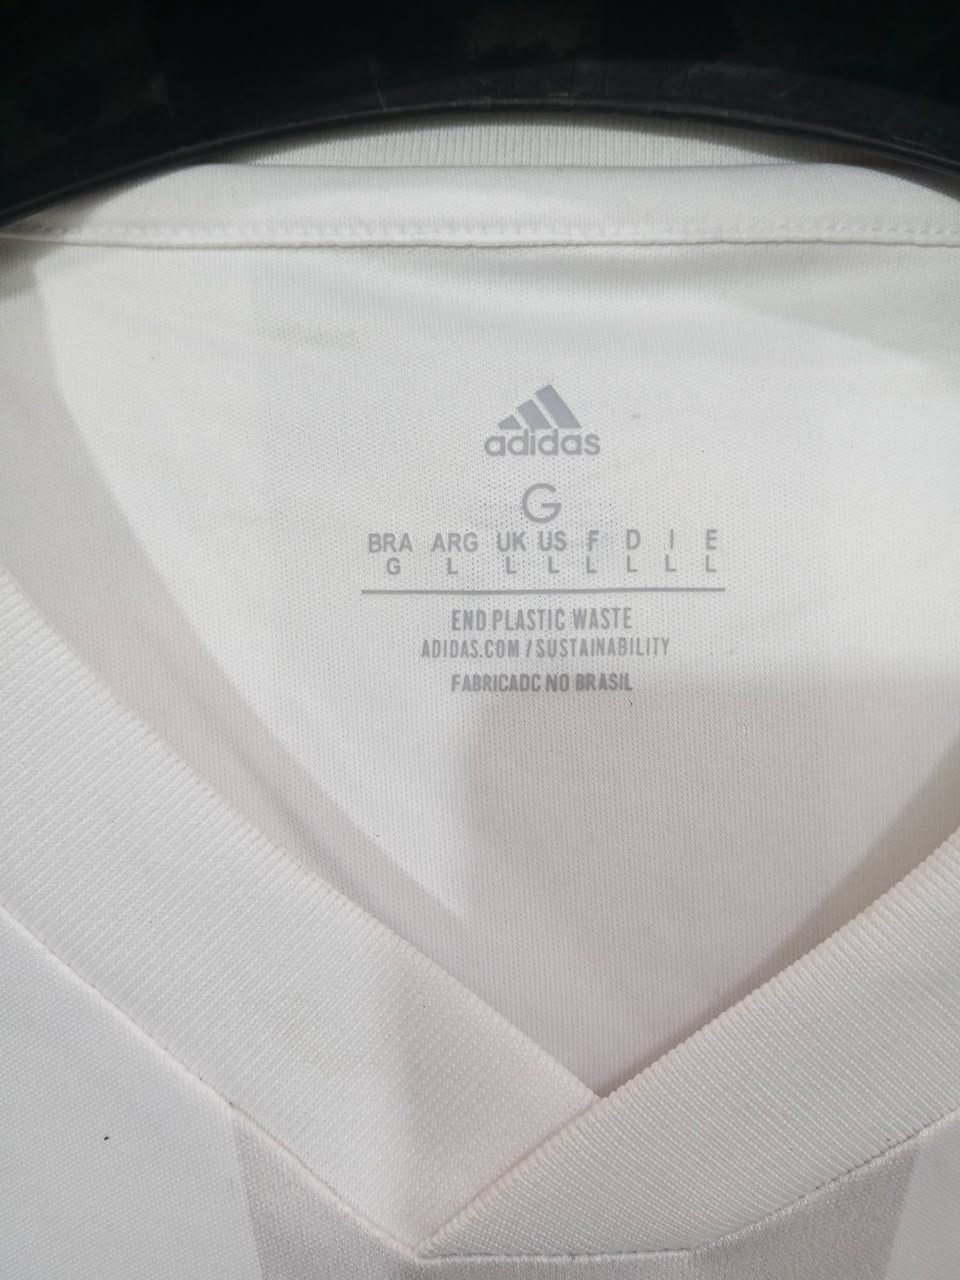 adidas
G
BRA ARG UK US F D I E
G L L L L L L L
END PLASTIC WASTE
ADIDAS.COM / SUSTAINABILITY
FABRICADC NO BRASIL